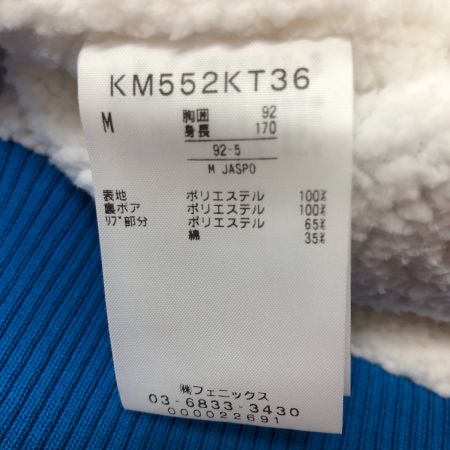 KM552KT36
M 胸囲 92
身長 170
92-5
M JASPO
表地 ポリエステル 100%
裏ボア ポリエステル 100%
リブ部分 ポリエステル 65%
綿 35%
㈱フェニックス
03-6833-3430
000022691